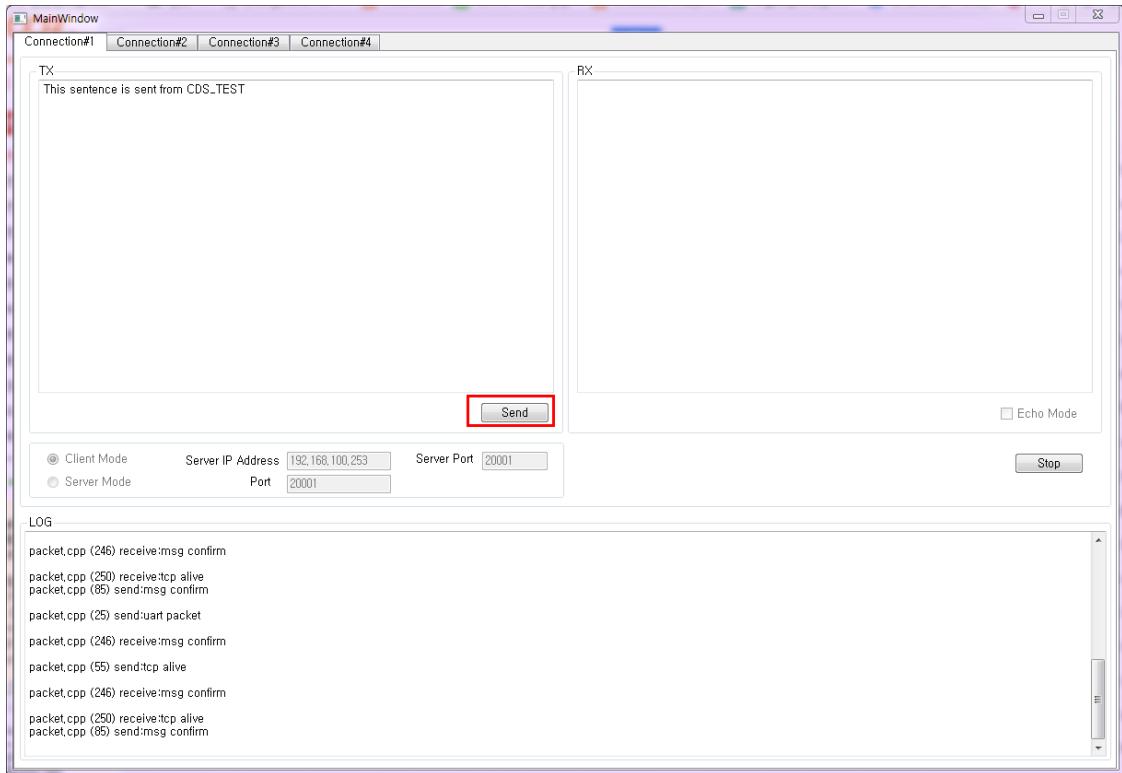 MainWindow
Connection#1 Connection#2 Connection#3 Connection#4
TX
This sentence is sent from CDS_TEST
Send
RX
Echo Mode
Client Mode Server IP Address 192,168,100,253 Server Port 20001
Server Mode Port 20001
Stop
LOG
packet,cpp (246) receive:msg confirm
packet,cpp (250) receive:tcp alive
packet,cpp (85) send:msg confirm
packet,cpp (25) send:uart packet
packet,cpp (246) receive:msg confirm
packet,cpp (55) send:tcp alive
packet,cpp (246) receive:msg confirm
packet,cpp (250) receive:tcp alive
packet,cpp (85) send:msg confirm